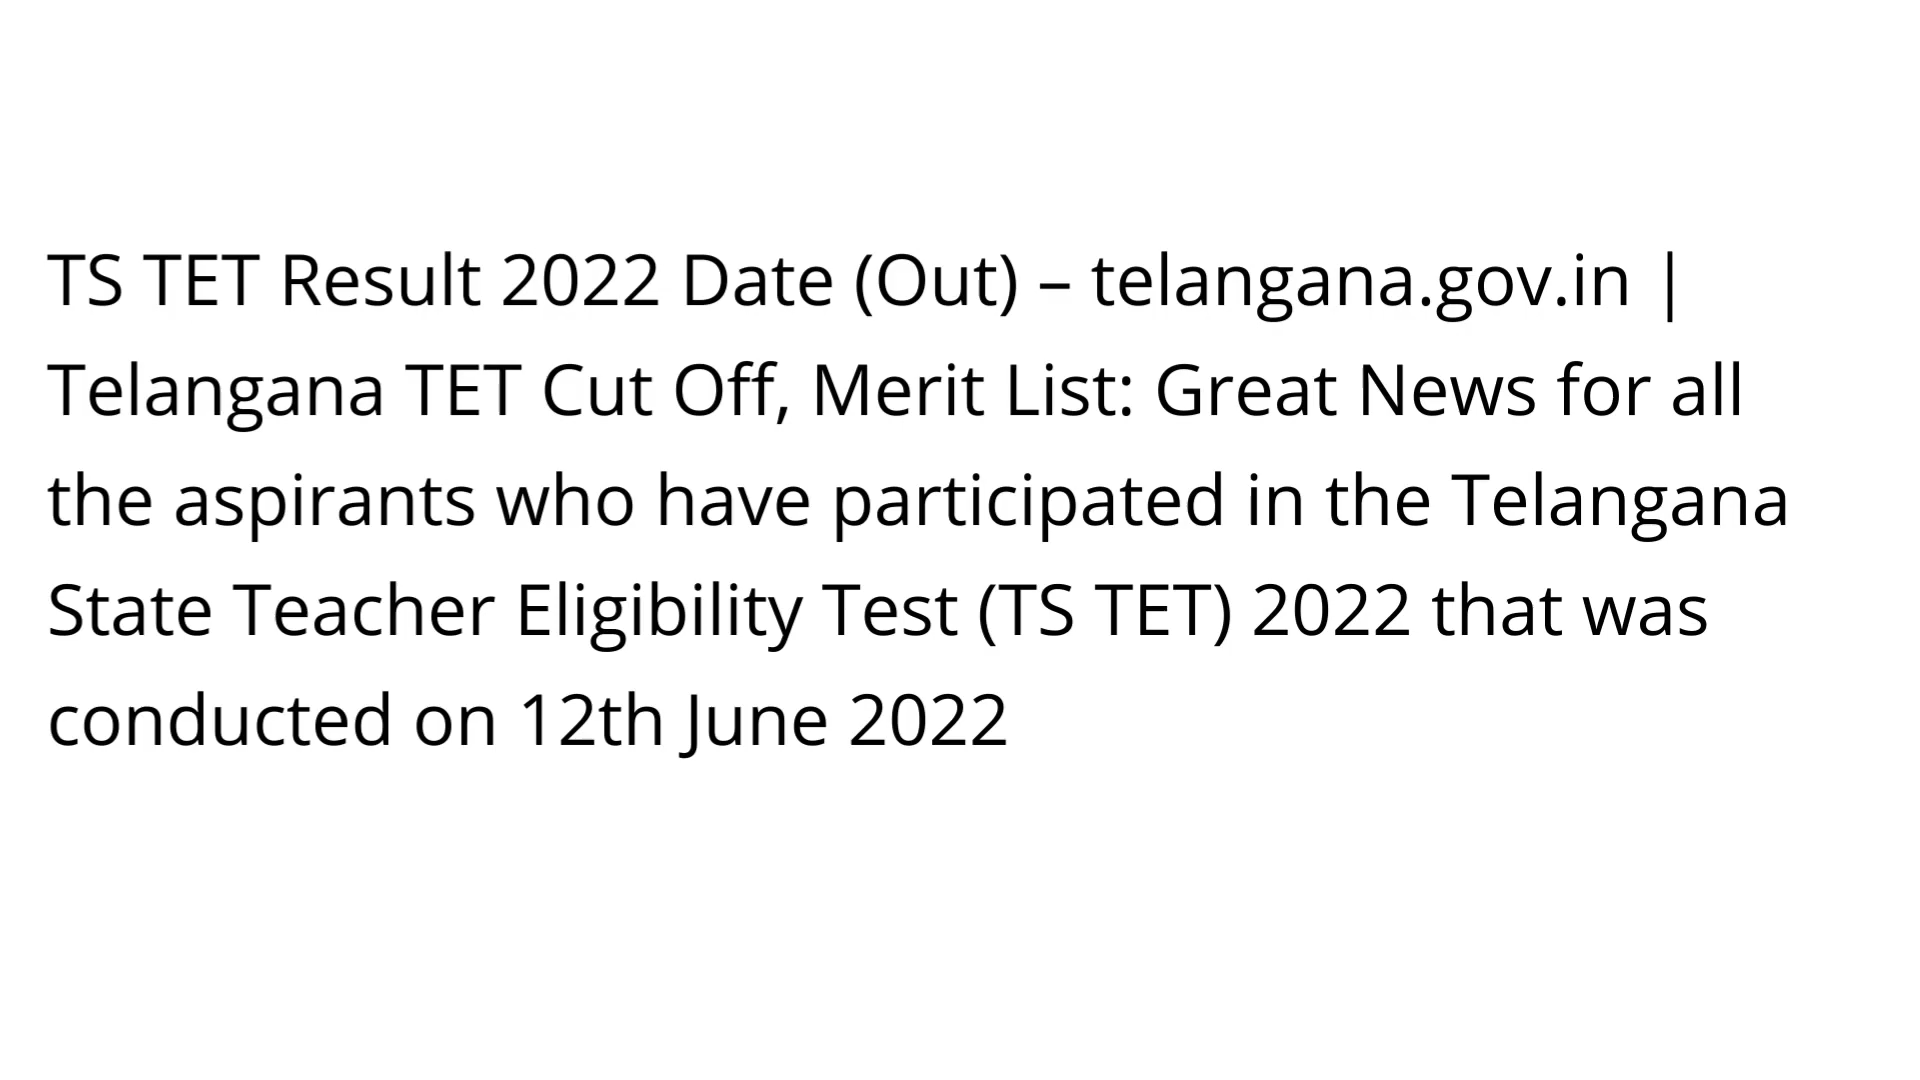 TS TET Result 2022 Date (Out) – telangana.gov.in |
Telangana TET Cut Off, Merit List: Great News for all
the aspirants who have participated in the Telangana
State Teacher Eligibility Test (TS TET) 2022 that was
conducted on 12th June 2022